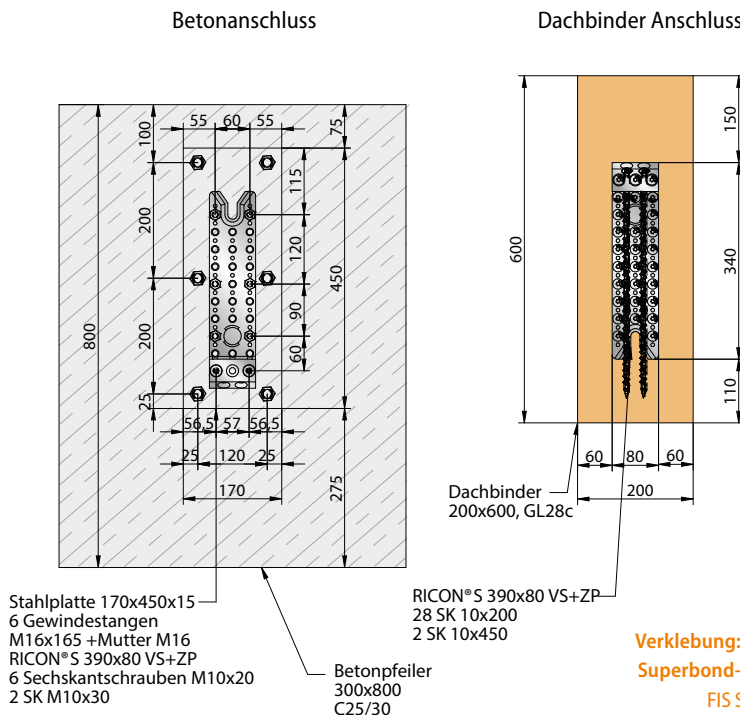 Betonanschluss
Dachbinder Anschluss
55
60
55
100
75
115
200
120
450
90
200
60
25
800
56,5
57
56,5
25
120
25
170
275
150
600
340
110
60
80
60
200
Dachbinder
200x600, GL28c
Stahlplatte 170x450x15
6 Gewindestangen
M16x165 +Mutter M16
RICON®S 390x80 VS+ZP
6 Sechskantschrauben M10x20
2 SK M10x30
Betonpfeiler
300x800
C25/30
RICON®S 390x80 VS+ZP
28 SK 10x200
2 SK 10x450
Verklebung:
Superbond-
FIS S